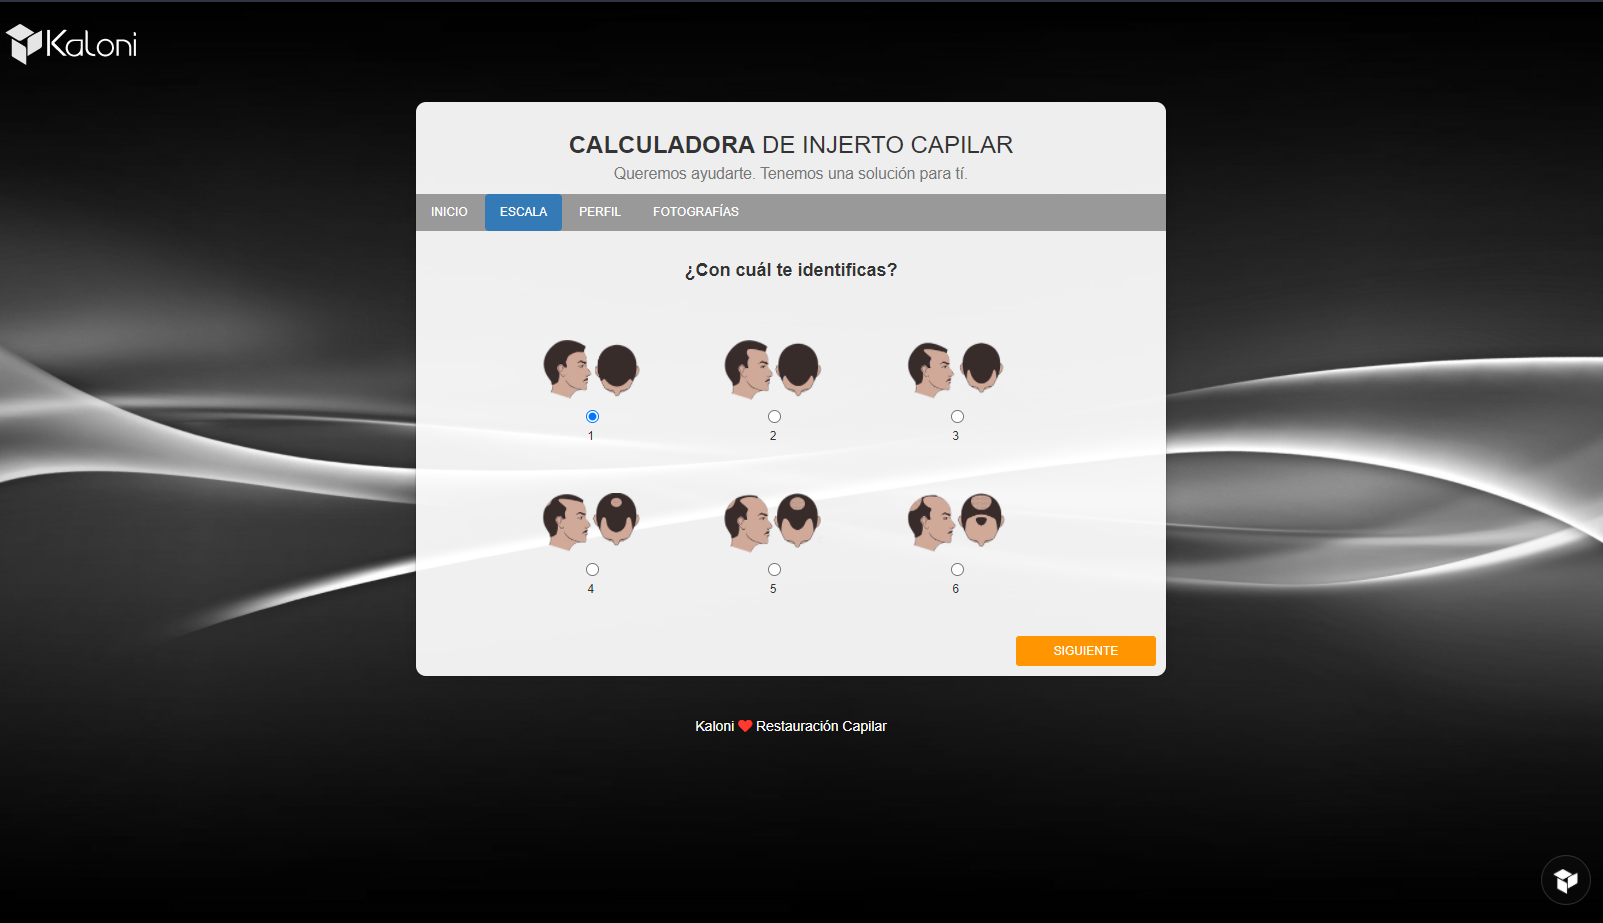 Kaloni
CALCULADORA DE INJERTO CAPILAR
Queremos ayudarte. Tenemos una solución para tí.
INICIO ESCALA PERFIL FOTOGRAFÍAS
¿Con cuál te identificas?
1 2 3
4 5 6
SIGUIENTE
Kaloni ❤ Restauración Capilar